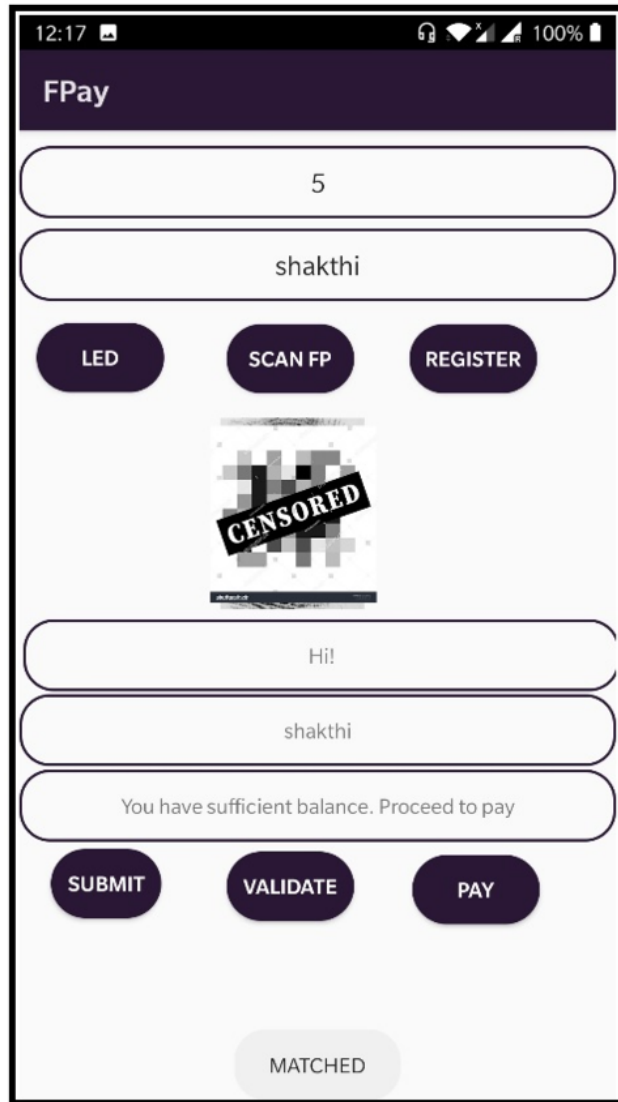 12:17
100%
FPay
5
shakthi
LED SCAN FP REGISTER
CENSORED
Hi!
shakthi
You have sufficient balance. Proceed to pay
SUBMIT VALIDATE PAY
MATCHED